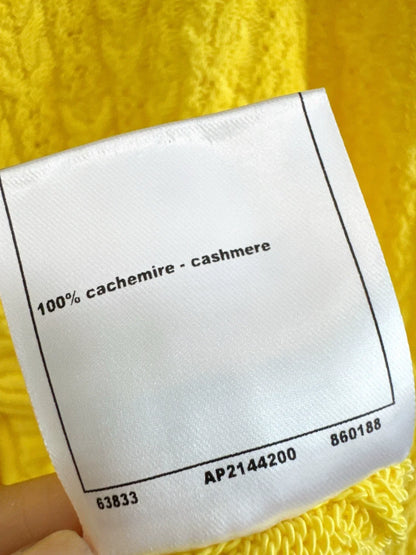 100% cachemire - cashmere
63833 AP2144200 860188